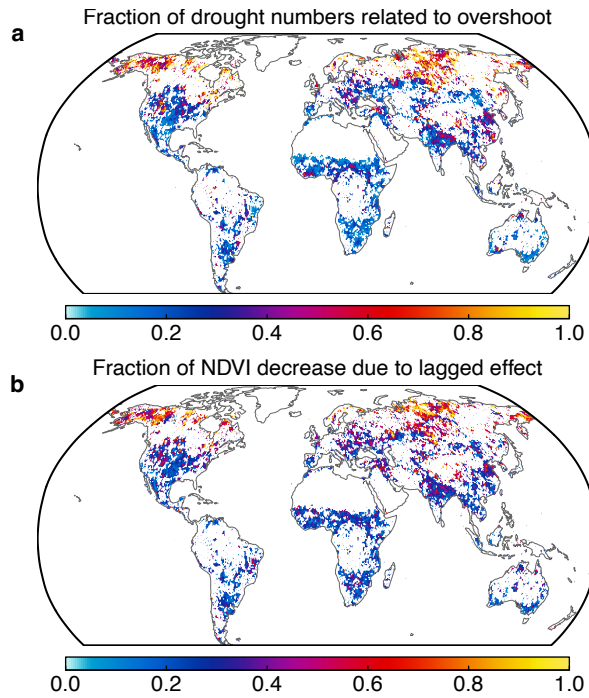 Fraction of drought numbers related to overshoot
a
0.0 0.2 0.4 0.6 0.8 1.0
Fraction of NDVI decrease due to lagged effect
b
0.0 0.2 0.4 0.6 0.8 1.0